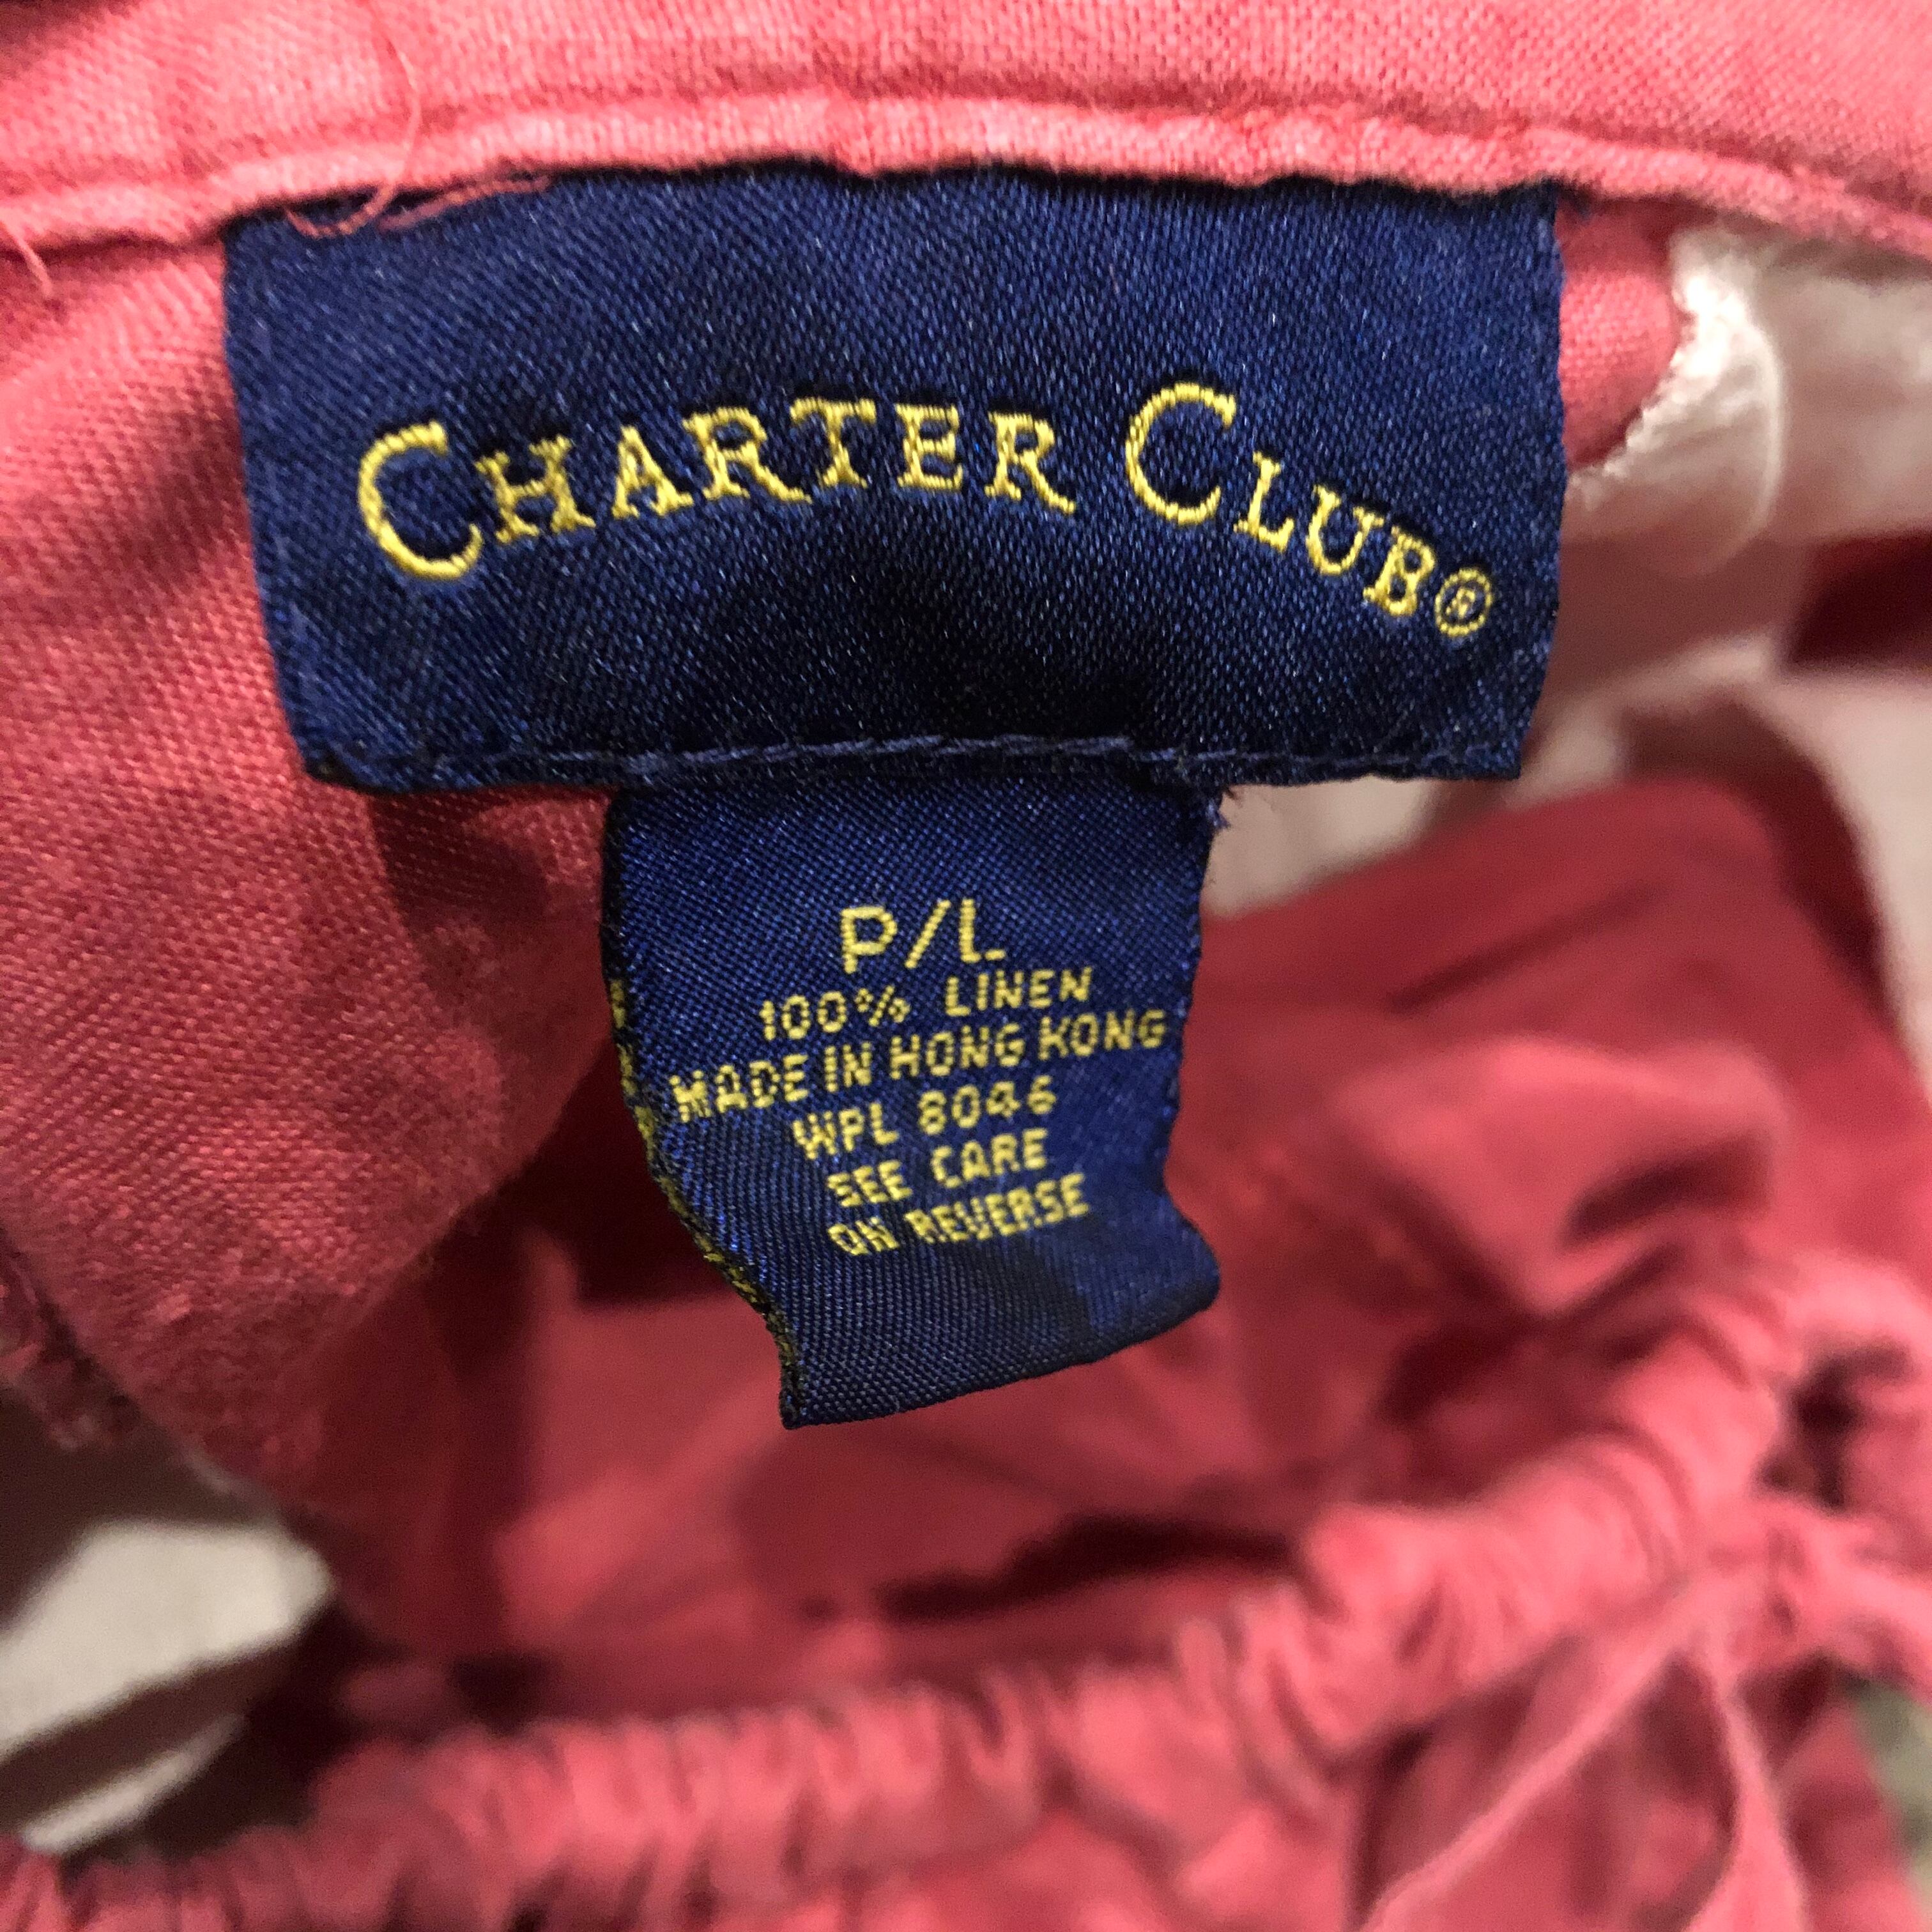 CHARTER CLUB®
P/L
100% LINEN
MADE IN HONG KONG
WPL 8046
SEE CARE
ON REVERSE